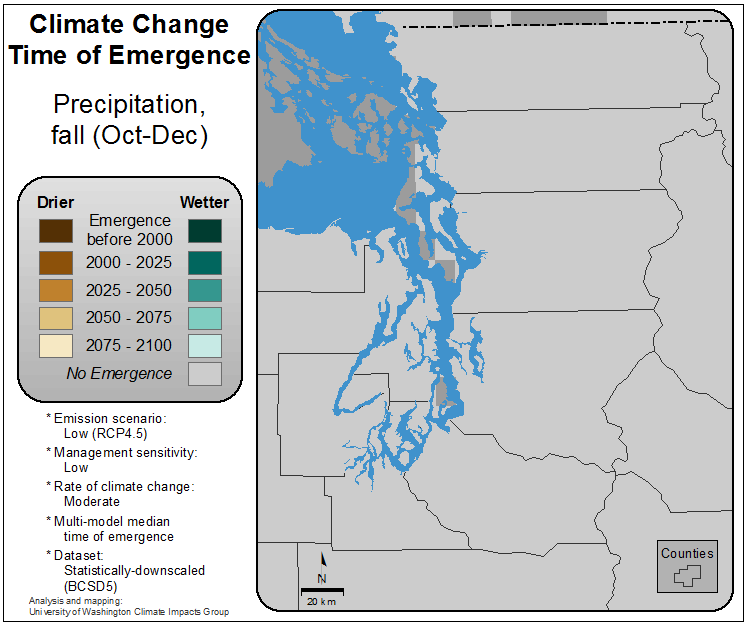 Climate Change
Time of Emergence
Precipitation,
fall (Oct-Dec)
Drier
Wetter
Emergence
before 2000
2000 - 2025
2025 - 2050
2050 - 2075
2075 - 2100
No Emergence
* Emission scenario:
Low (RCP4.5)
* Management sensitivity:
Low
* Rate of climate change:
Moderate
* Multi-model median
time of emergence
* Dataset:
Statistically-downscaled
(BCSD5)
Analysis and mapping:
University of Washington Climate Impacts Group
N
20 km
Counties